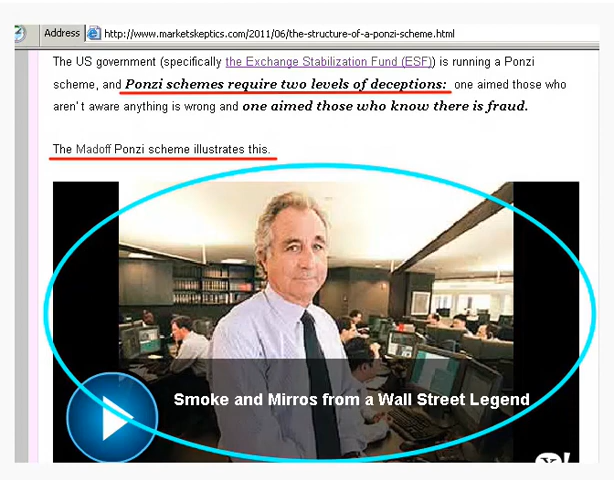 Address http://www.marketskeptics.com/2011/06/the-structure-of-a-ponzi-scheme.html
The US government (specifically the Exchange Stabilization Fund (ESF)) is running a Ponzi
scheme, and Ponzi schemes require two levels of deceptions: one aimed those who
aren't aware anything is wrong and one aimed those who know there is fraud.
The Madoff Ponzi scheme illustrates this.
Smoke and Mirros from a Wall Street Legend
Y!